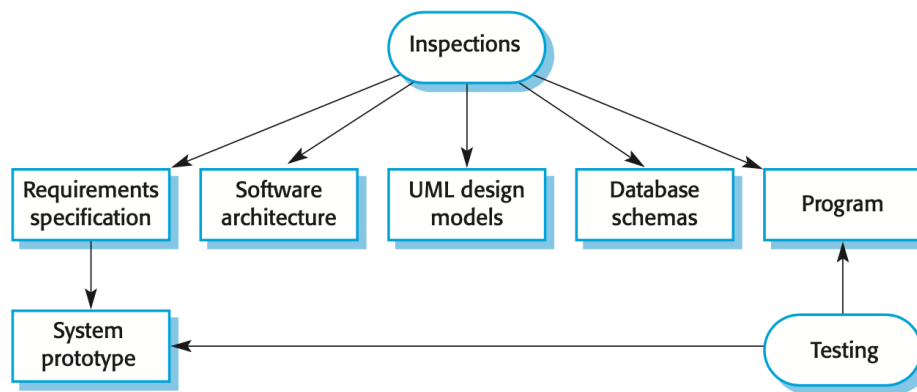 Inspections
Requirements
specification
Software
architecture
UML design
models
Database
schemas
Program
System
prototype
Testing